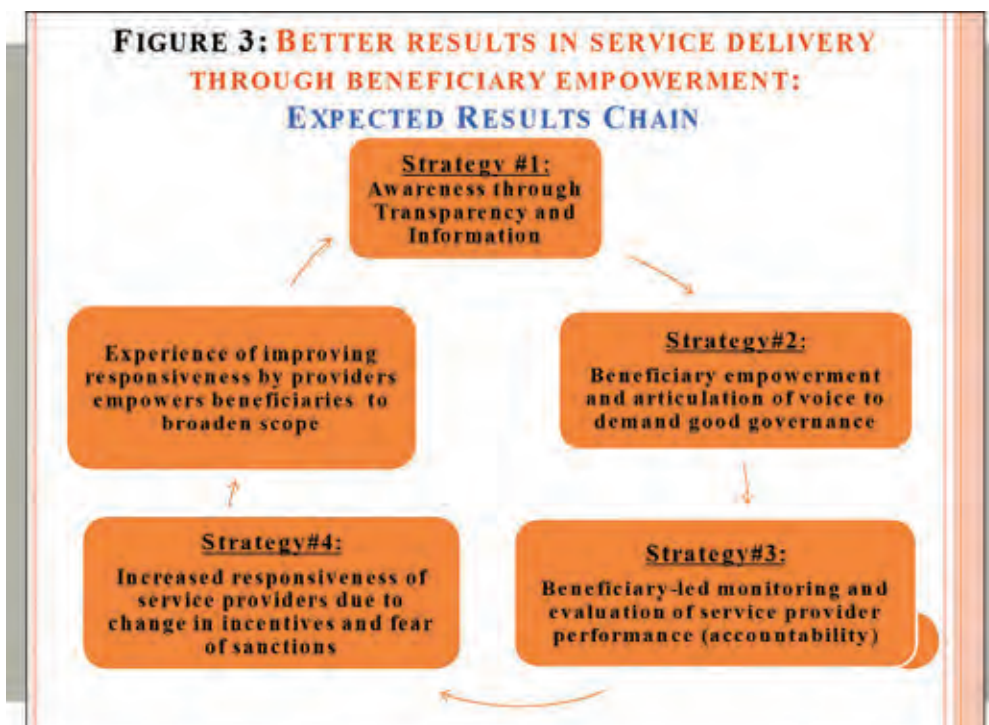 FIGURE 3: BETTER RESULTS IN SERVICE DELIVERY
THROUGH BENEFICIARY EMPOWERMENT:
EXPECTED RESULTS CHAIN
Strategy #1:
Awareness through
Transparency and
Information
Strategy#2:
Beneficiary empowerment
and articulation of voice to
demand good governance
Strategy#3:
Beneficiary-led monitoring and
evaluation of service provider
performance (accountability)
Strategy#4:
Increased responsiveness of
service providers due to
change in incentives and fear
of sanctions
Experience of improving
responsiveness by providers
empowers beneficiaries to
broaden scope